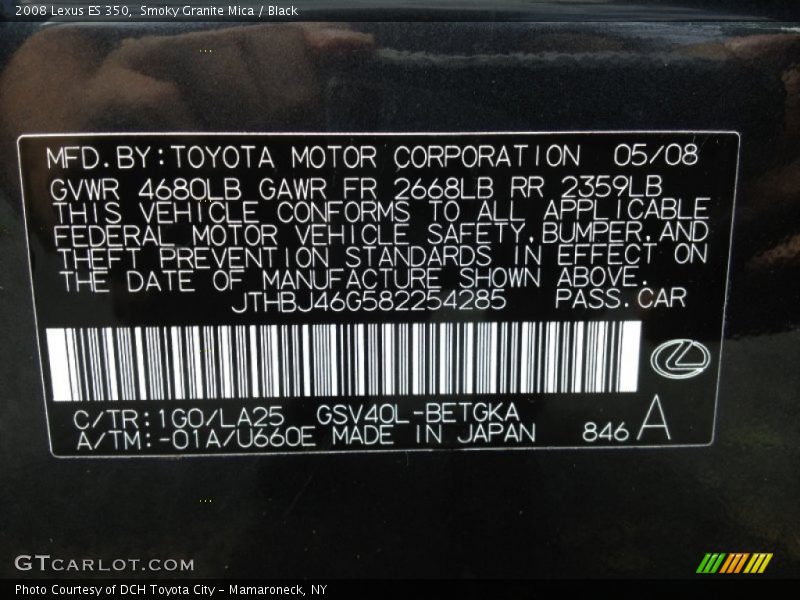 2008 Lexus ES 350, Smoky Granite Mica / Black
MFD.BY:TOYOTA MOTOR CORPORATION 05/08
GVWR 4680LB GAWR FR 2668LB RR 2359LB
THIS VEHICLE CONFORMS TO ALL APPLICABLE
FEDERAL MOTOR VEHICLE SAFETY,BUMPER,AND
THEFT PREVENTION STANDARDS IN EFFECT ON
THE DATE OF MANUFACTURE SHOWN ABOVE.
JTHBJ46G582254285 PASS.CAR
C/TR:1G0/LA25 GSV40L-BETGKA
A/TM:-01A/U660E MADE IN JAPAN 846 A
GTCARLOT.COM
Photo Courtesy of DCH Toyota City - Mamaroneck, NY